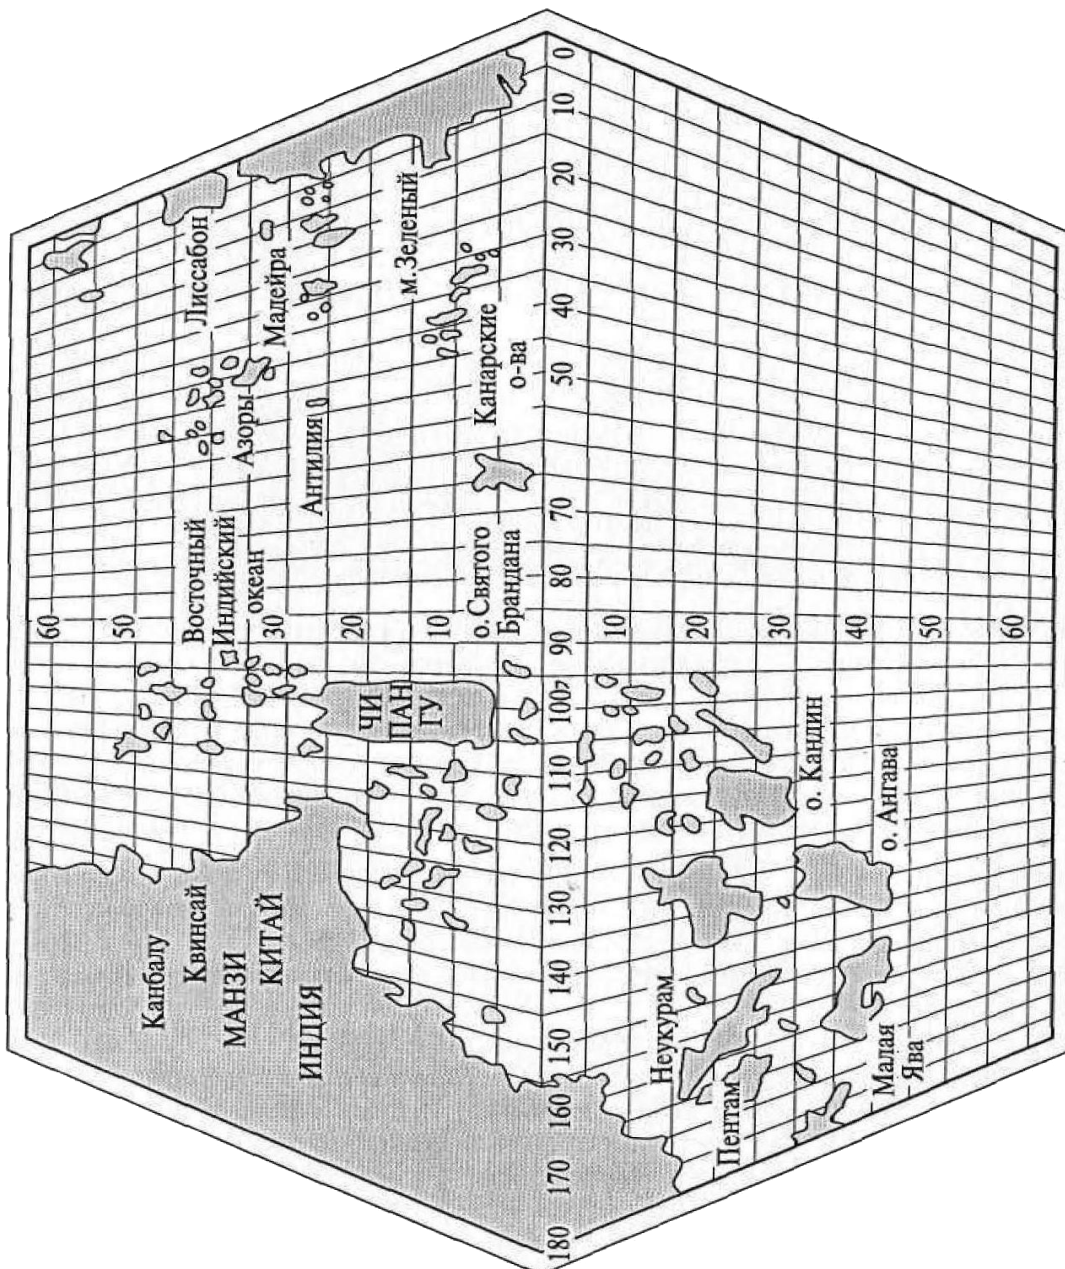 60
50
30
20
10
10
20
30
40
50
60
0
10
20
30
40
50
70
80
90
100
110
120
130
140
150
160
170
180
Канбалу
Квинсай
МАНЗИ
КИТАЙ
ИНДИЯ
Восточный
Индийский
океан
ЧИ
ПАН
ГУ
Лиссабон
Азоры
Мадейра
Антилия
м.Зеленый
Канарские
о-ва
о. Святого
Брандана
Неукурам
Пентам
о. Кандин
о. Ангава
Малая
Ява